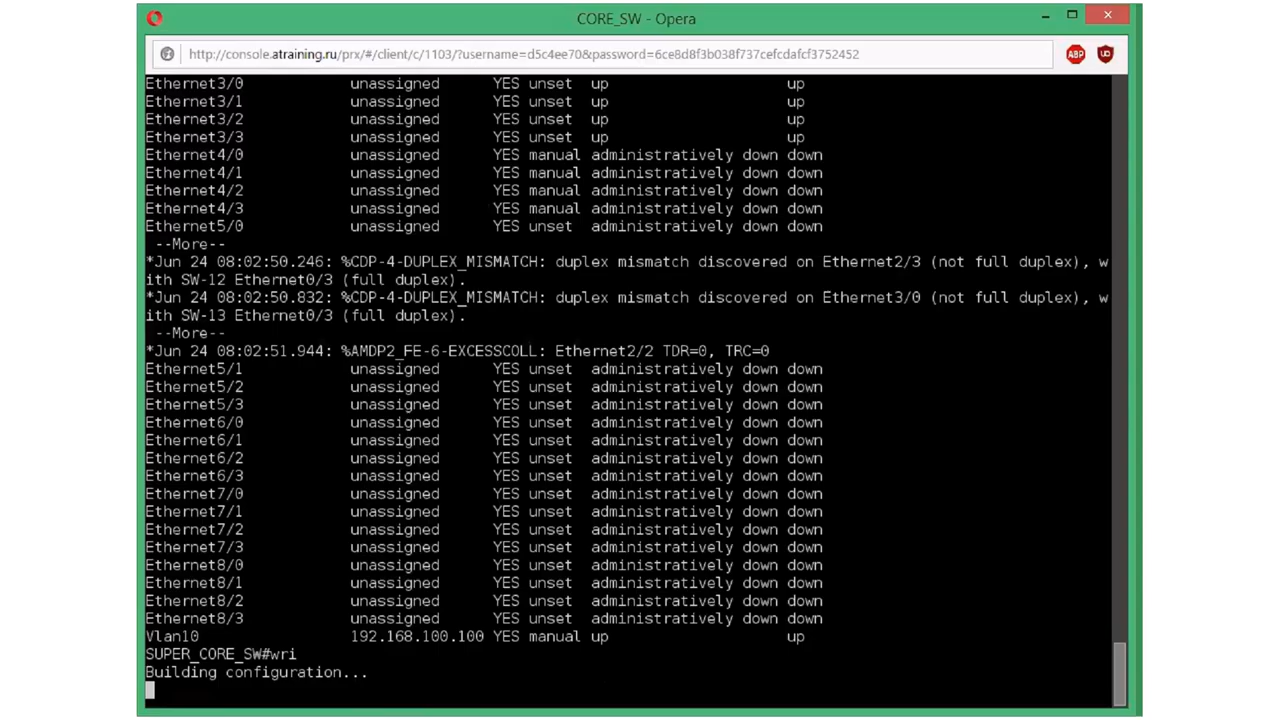 CORE_SW - Opera
http://console.atraining.ru/prx/#/client/c/1103/?username=d5c4ee70&password=6ce8d8f3b038f737cefcdafcf3752452
ABP
Ethernet3/0 unassigned YES unset up up
Ethernet3/1 unassigned YES unset up up
Ethernet3/2 unassigned YES unset up up
Ethernet3/3 unassigned YES unset up up
Ethernet4/0 unassigned YES manual administratively down down
Ethernet4/1 unassigned YES manual administratively down down
Ethernet4/2 unassigned YES manual administratively down down
Ethernet4/3 unassigned YES manual administratively down down
Ethernet5/0 unassigned YES unset administratively down down
--More--
*Jun 24 08:02:50.246: %CDP-4-DUPLEX_MISMATCH: duplex mismatch discovered on Ethernet2/3 (not full duplex), w
ith SW-12 Ethernet0/3 (full duplex).
*Jun 24 08:02:50.832: %CDP-4-DUPLEX_MISMATCH: duplex mismatch discovered on Ethernet3/0 (not full duplex), w
ith SW-13 Ethernet0/3 (full duplex).
--More--
*Jun 24 08:02:51.944: %AMDP2_FE-6-EXCESSCOLL: Ethernet2/2 TDR=0, TRC=0
Ethernet5/1 unassigned YES unset administratively down down
Ethernet5/2 unassigned YES unset administratively down down
Ethernet5/3 unassigned YES unset administratively down down
Ethernet6/0 unassigned YES unset administratively down down
Ethernet6/1 unassigned YES unset administratively down down
Ethernet6/2 unassigned YES unset administratively down down
Ethernet6/3 unassigned YES unset administratively down down
Ethernet7/0 unassigned YES unset administratively down down
Ethernet7/1 unassigned YES unset administratively down down
Ethernet7/2 unassigned YES unset administratively down down
Ethernet7/3 unassigned YES unset administratively down down
Ethernet8/0 unassigned YES unset administratively down down
Ethernet8/1 unassigned YES unset administratively down down
Ethernet8/2 unassigned YES unset administratively down down
Ethernet8/3 unassigned YES unset administratively down down
Vlan10 192.168.100.100 YES manual up up
SUPER_CORE_SW#wri
Building configuration...